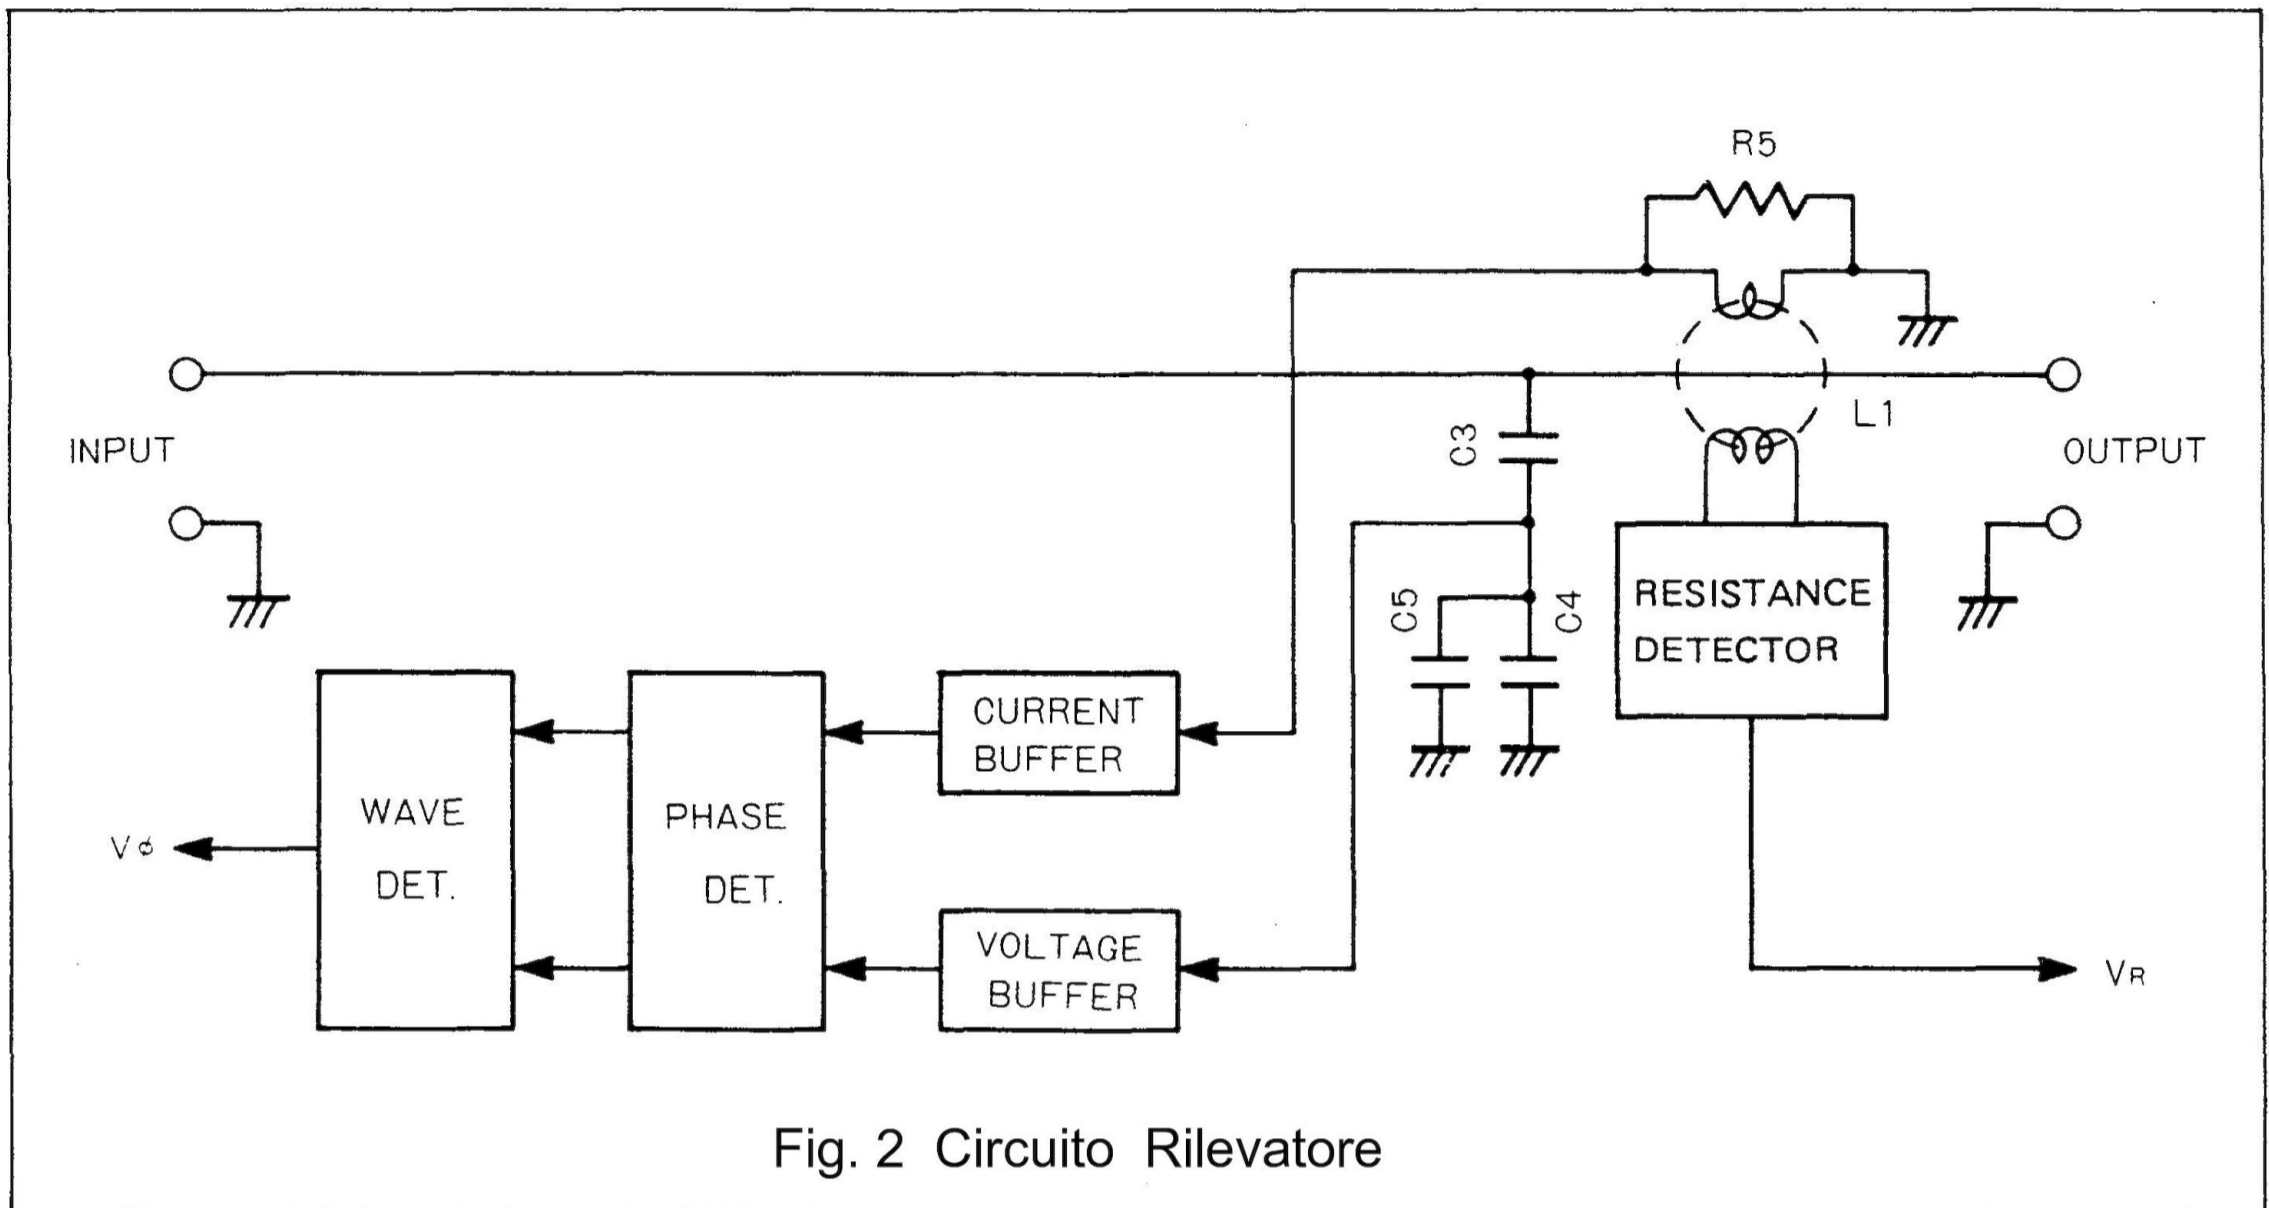 R5
L1
INPUT
C3
OUTPUT
C5
C4
RESISTANCE
DETECTOR
CURRENT
BUFFER
WAVE
DET.
PHASE
DET.
Vø
VOLTAGE
BUFFER
VR
Fig. 2 Circuito Rilevatore